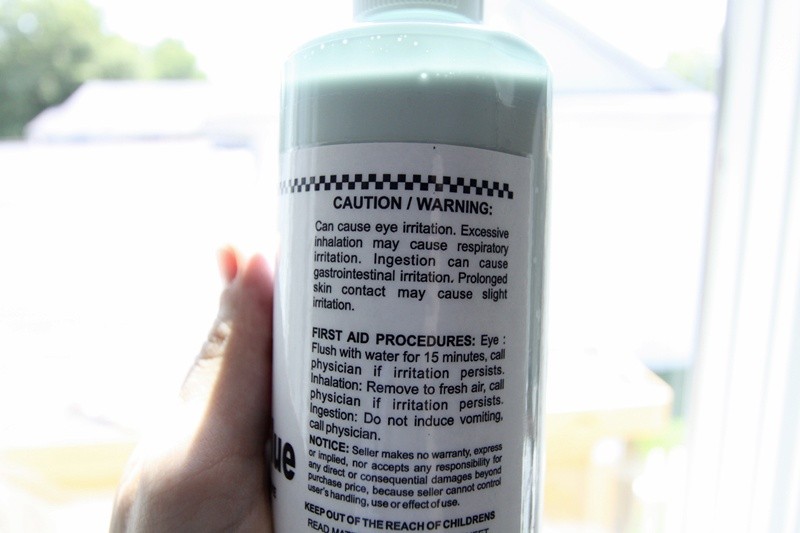 CAUTION / WARNING:
Can cause eye irritation. Excessive
inhalation may cause respiratory
irritation. Ingestion can cause
gastrointestinal irritation. Prolonged
skin contact may cause slight
irritation.
FIRST AID PROCEDURES: Eye :
Flush with water for 15 minutes, call
physician if irritation persists.
Inhalation: Remove to fresh air, call
physician if irritation persists.
Ingestion: Do not induce vomiting,
call physician.
NOTICE: Seller makes no warranty, express
or implied, nor accepts any responsibility for
any direct or consequential damages beyond
purchase price, because seller cannot control
user's handling, use or effect of use.
KEEP OUT OF THE REACH OF CHILDRENS
READ